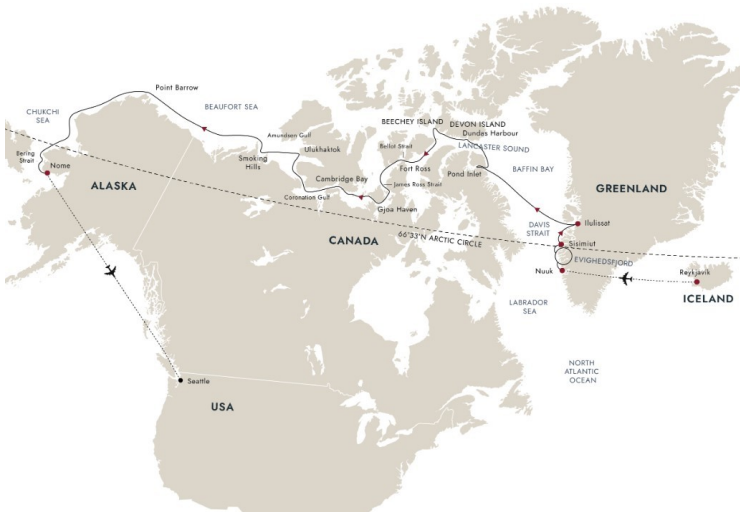 Point Barrow
CHUKCHI
SEA
BEAUFORT SEA
BEECHEY ISLAND
DEVON ISLAND
Dundes Harbour
Amundsen Gulf
Ulukhaktok
Bellot Strait
LANCASTER SOUND
Bering
Strait
Nome
Smoking
Hills
Fort Ross
Pond Inlet
BAFFIN BAY
ALASKA
Cambridge Bay
James Ross Strait
GREENLAND
Coronation Gulf
Gjoa Haven
CANADA
66°33'N ARCTIC CIRCLE
DAVIS
STRAIT
Ilulissat
Sisimiut
EVIGHEDSFJORD
Nuuk
Reykjavik
ICELAND
LABRADOR
SEA
NORTH
ATLANTIC
OCEAN
Seattle
USA